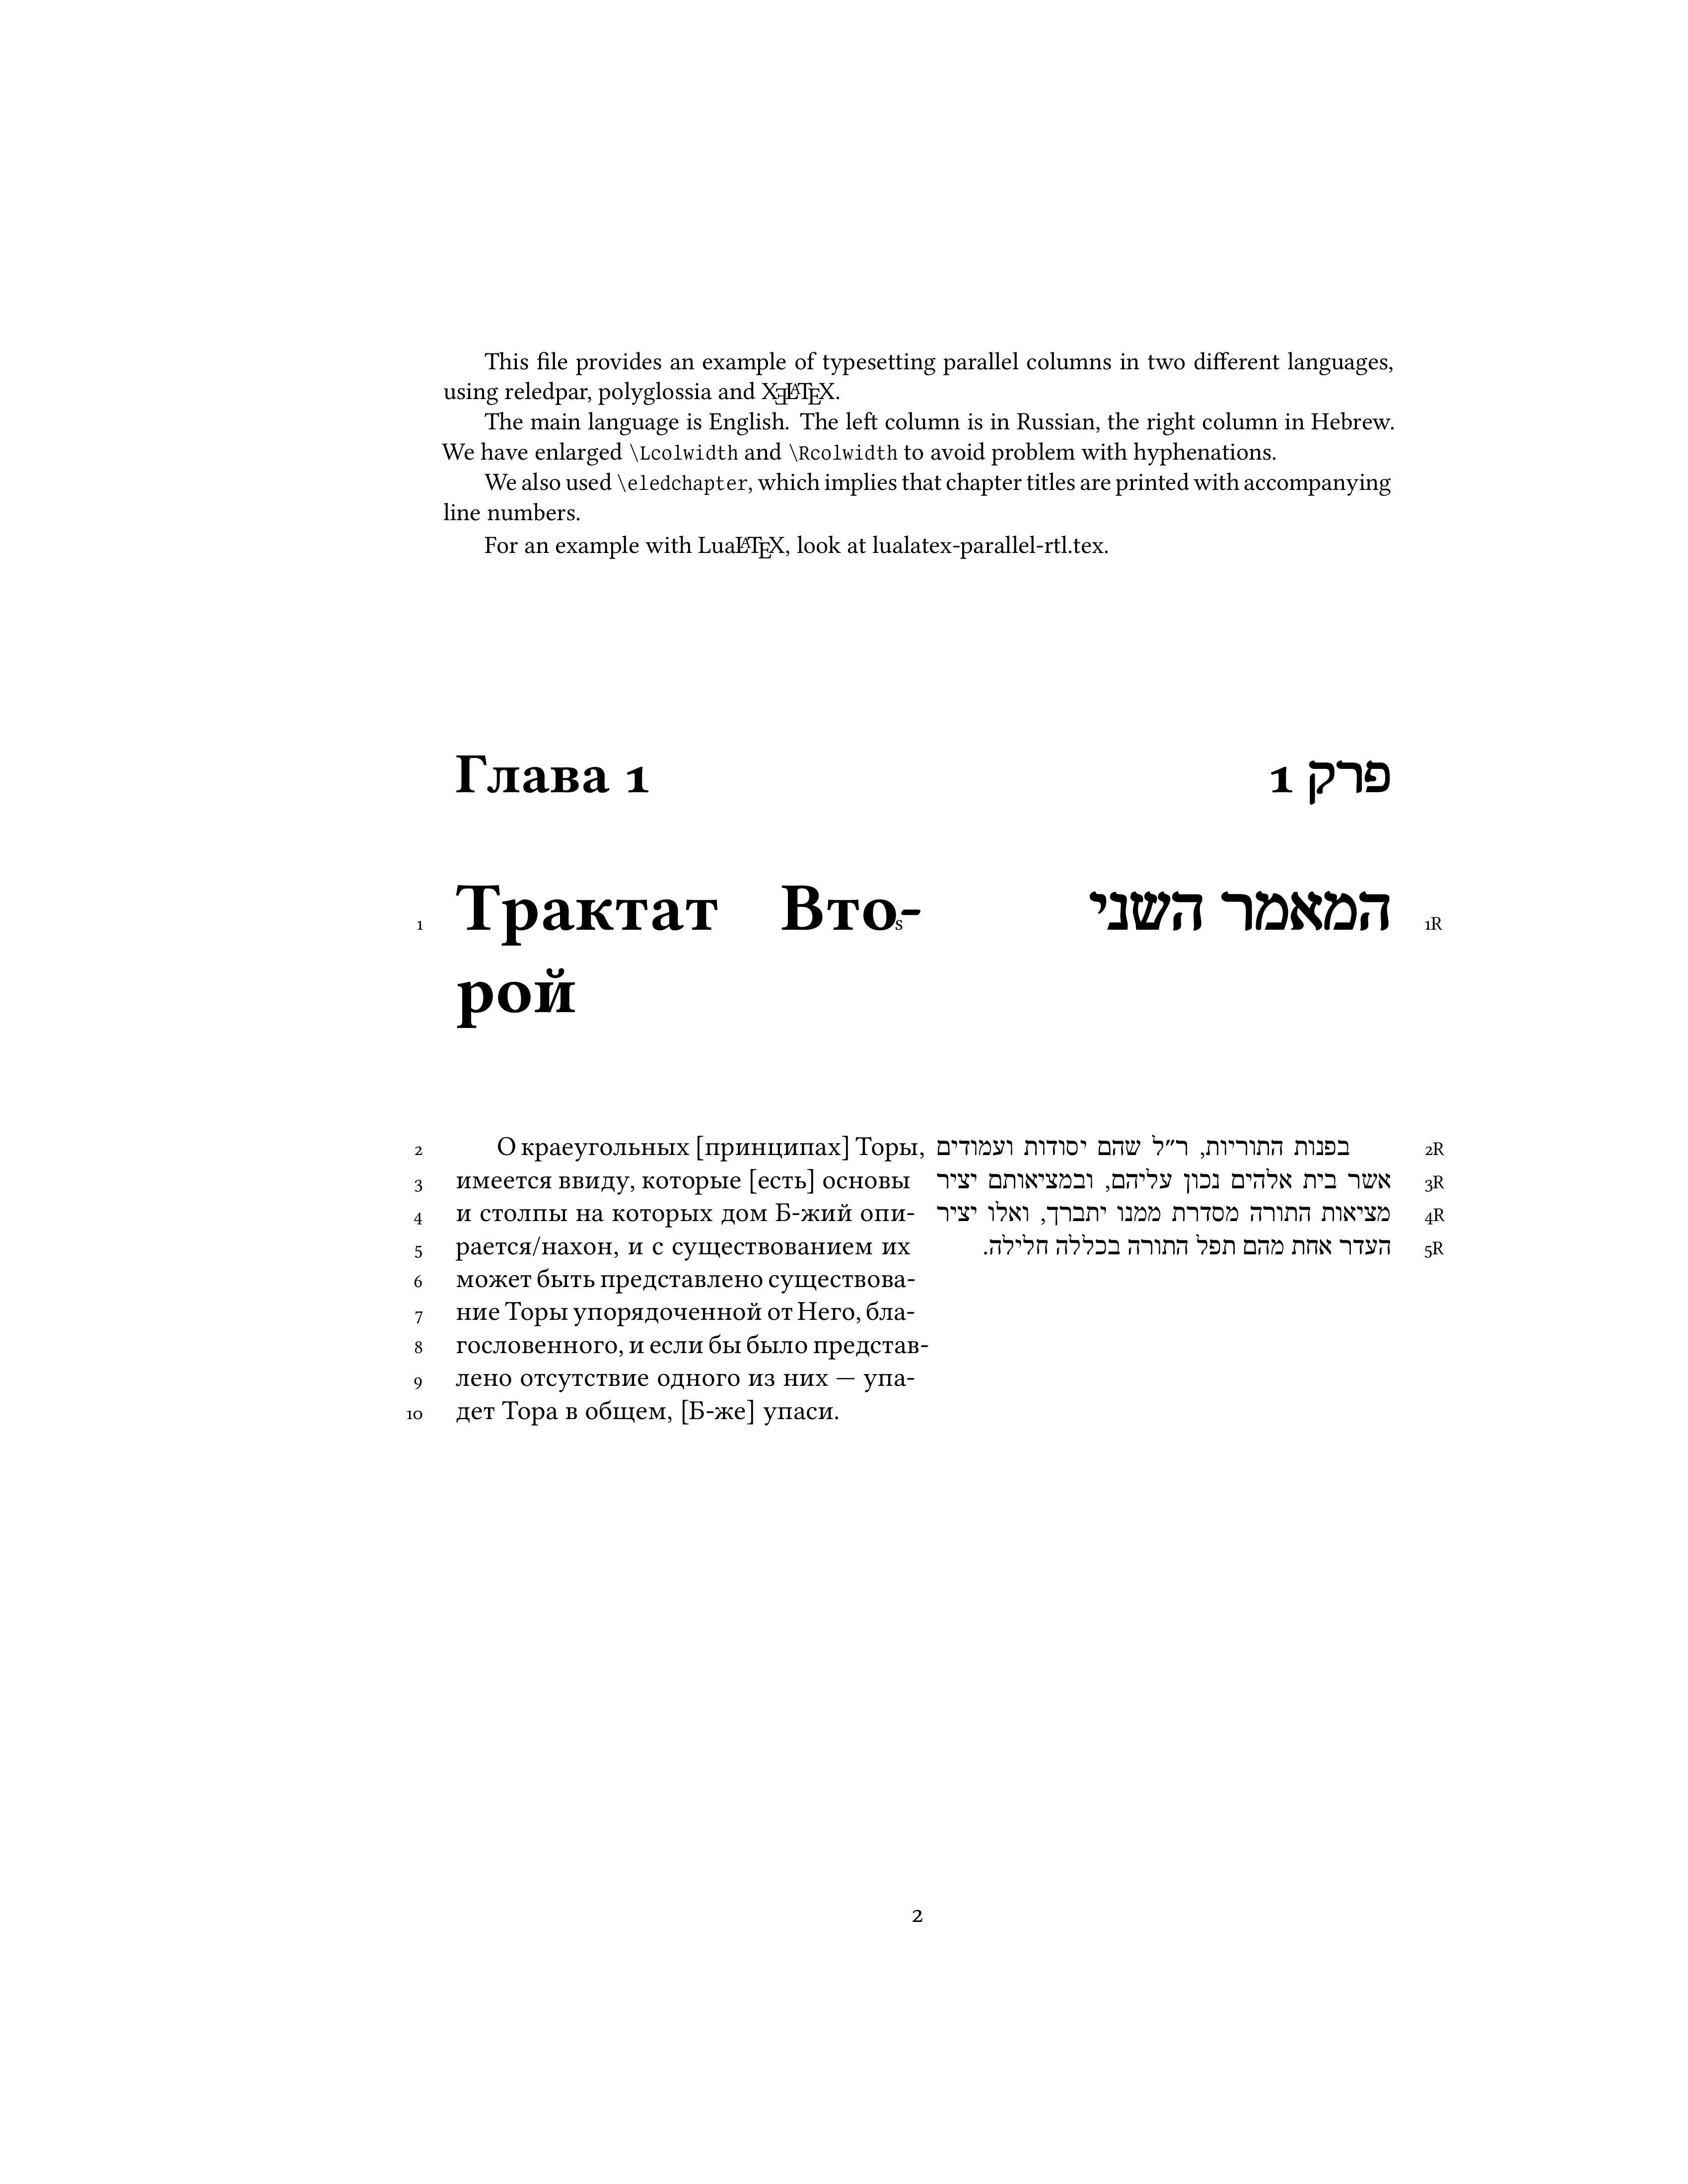 This file provides an example of typesetting parallel columns in two different languages,
using reledpar, polyglossia and XƎLATEX.
The main language is English. The left column is in Russian, the right column in Hebrew.
We have enlarged \Lcolwidth and \Rcolwidth to avoid problem with hyphenations.
We also used \eledchapter, which implies that chapter titles are printed with accompanying
line numbers.
For an example with LuaLATEX, look at lualatex-parallel-rtl.tex.
Глава 1
1 Трактат Вто-
s
рой
2 О краеугольных [принципах] Торы,
3 имеется ввиду, которые [есть] основы
4 и столпы на которых дом Б-жий опи-
5 рается/нахон, и с существованием их
6 может быть представлено существова-
7 ние Торы упорядоченной от Него, бла-
8 гословенного, и если бы было представ-
9 лено отсутствие одного из них — упа-
10 дет Тора в общем, [Б-же] упаси.
פרק 1
המאמר השני 1R
בפנות התוריות, ר״ל שהם יסודות ועמודים 2R
אשר בית אלהים נכון עליהם, ובמציאותם יציר 3R
מציאות התורה מסדרת ממנו יתברך, ואלו יציר 4R
העדר אחת מהם תפל התורה בכללה חלילה. 5R
2